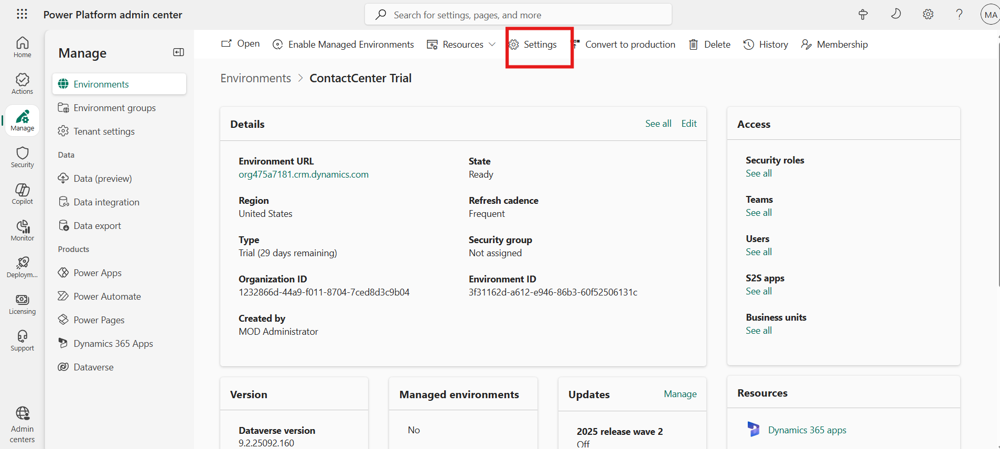 Power Platform admin center
Search for settings, pages, and more
MA
Home
Actions
Manage
Security
Copilot
Monitor
Deploym...
Licensing
Support
Admin
centers
Manage
Environments
Environment groups
Tenant settings
Data
Data (preview)
Data integration
Data export
Products
Power Apps
Power Automate
Power Pages
Dynamics 365 Apps
Dataverse
Open
Enable Managed Environments
Resources
Settings
Convert to production
Delete
History
Membership
Environments > ContactCenter Trial
Details
See all
Edit
Environment URL
org475a7181.crm.dynamics.com
State
Ready
Region
United States
Refresh cadence
Frequent
Type
Trial (29 days remaining)
Security group
Not assigned
Organization ID
1232866d-44a9-f011-8704-7ced8d3c9b04
Environment ID
3f31162d-a612-e946-86b3-60f52506131c
Created by
MOD Administrator
Access
Security roles
See all
Teams
See all
Users
See all
S2S apps
See all
Business units
See all
Version
Dataverse version
9.2.25092.160
Managed environments
No
Updates
Manage
2025 release wave 2
Off
Resources
Dynamics 365 apps